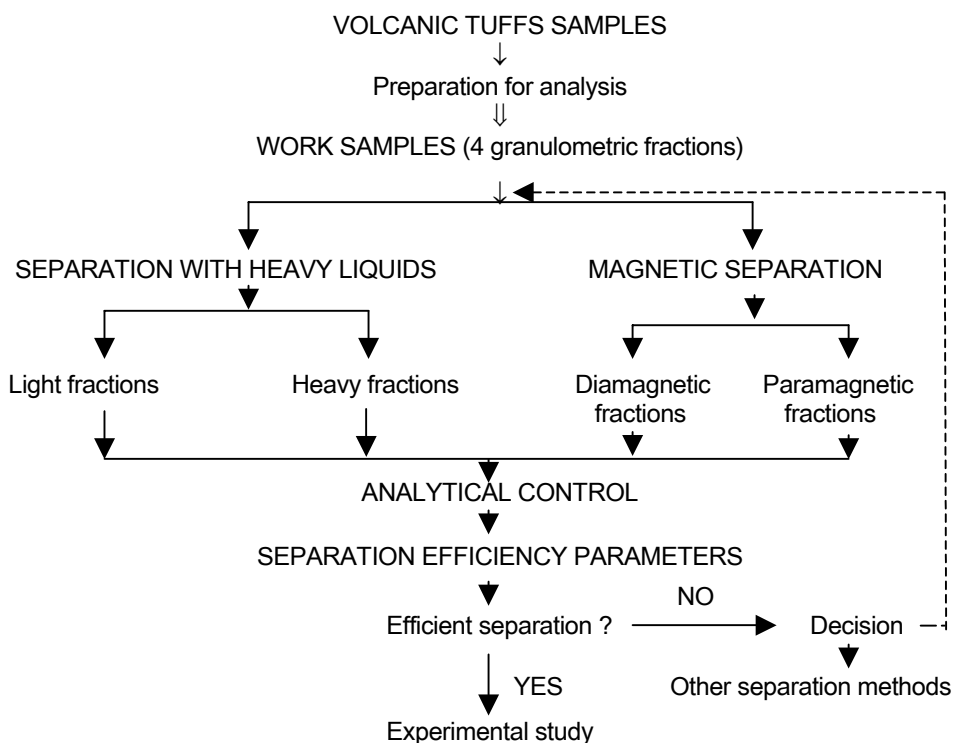 VOLCANIC TUFFS SAMPLES
Preparation for analysis
WORK SAMPLES (4 granulometric fractions)
SEPARATION WITH HEAVY LIQUIDS
MAGNETIC SEPARATION
Light fractions
Heavy fractions
Diamagnetic
fractions
Paramagnetic
fractions
ANALYTICAL CONTROL
SEPARATION EFFICIENCY PARAMETERS
Efficient separation ?
NO
Decision
YES
Other separation methods
Experimental study